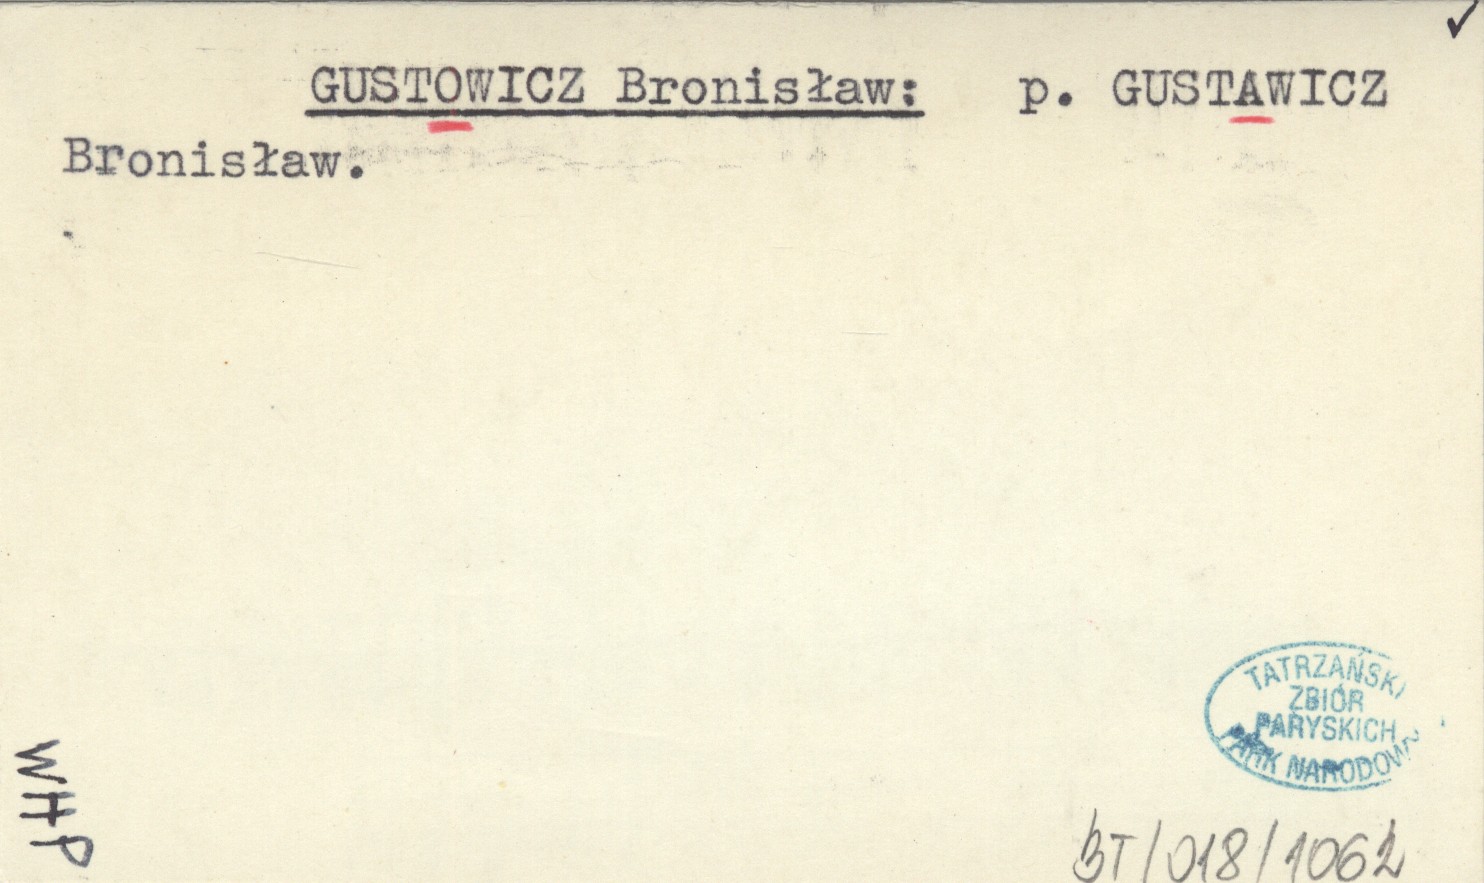 ✓
GUSTOWICZ Bronisław: p. GUSTAWICZ
Bronisław.
TATRZAŃSKI
ZBIÓR
PARYSKICH
PARK NARODOWY
WHP
BT/018/1062